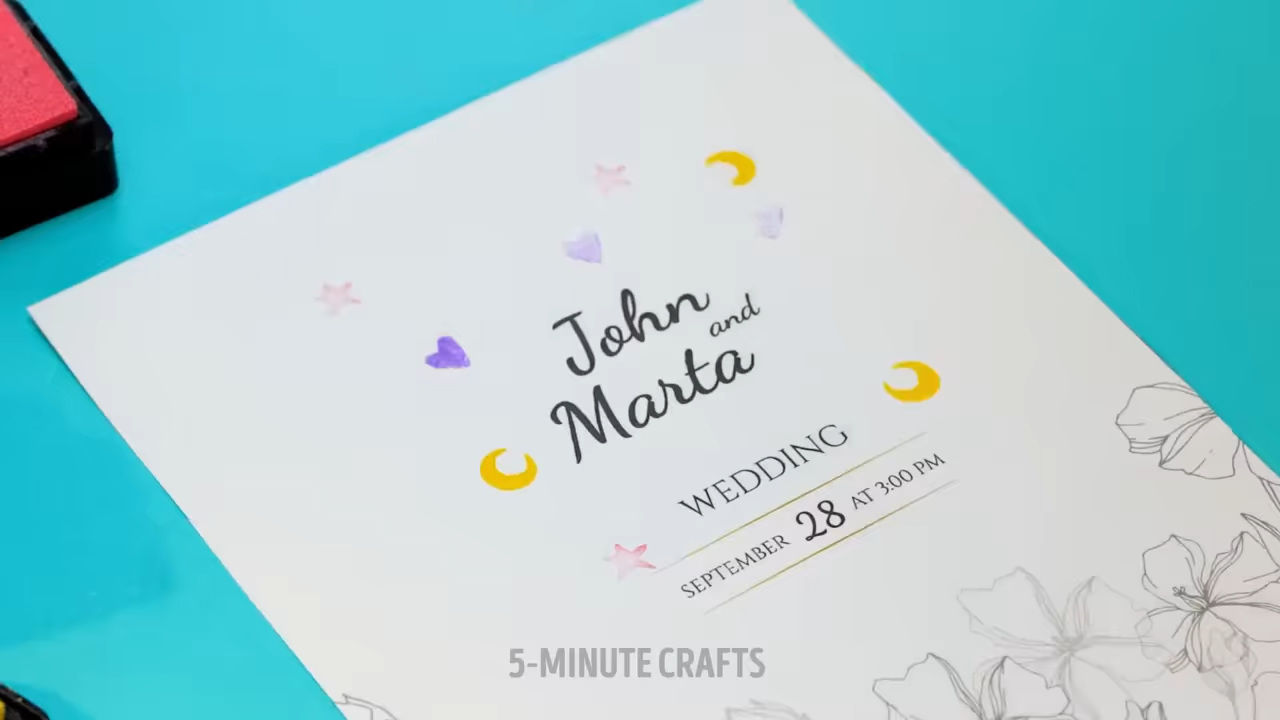 John
and
Marta
WEDDING
SEPTEMBER 28 AT 3:00 PM
5-MINUTE CRAFTS